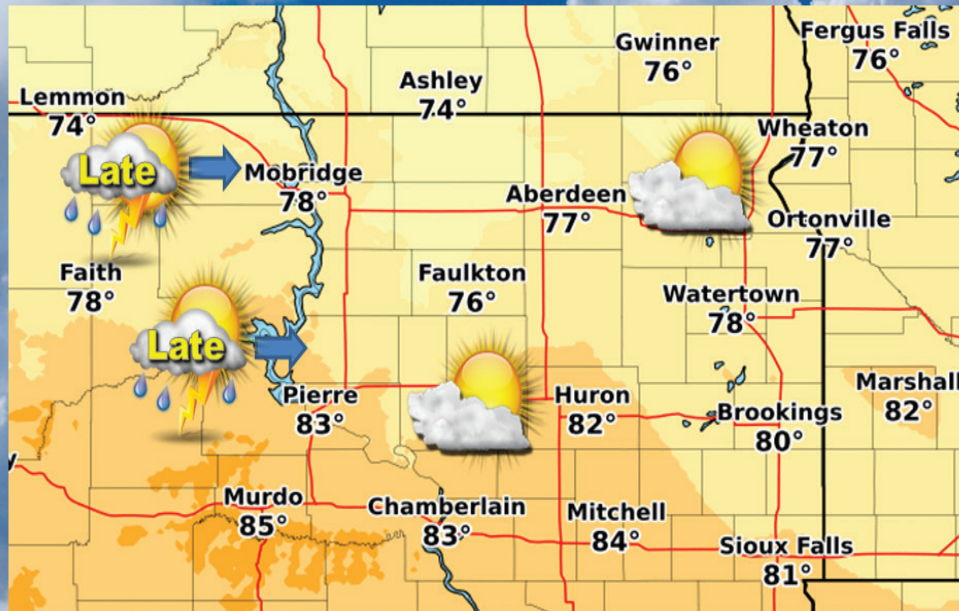 Fergus Falls
76°
Gwinner
76°
Ashley
74°
Lemmon
74°
Wheaton
77°
Late
Mobridge
78°
Aberdeen
77°
Ortonville
77°
Faith
78°
Faulkton
76°
Watertown
78°
Late
Pierre
83°
Huron
82°
Marshall
82°
Brookings
80°
y
Murdo
85°
Chamberlain
83°
Mitchell
84°
Sioux Falls
81°